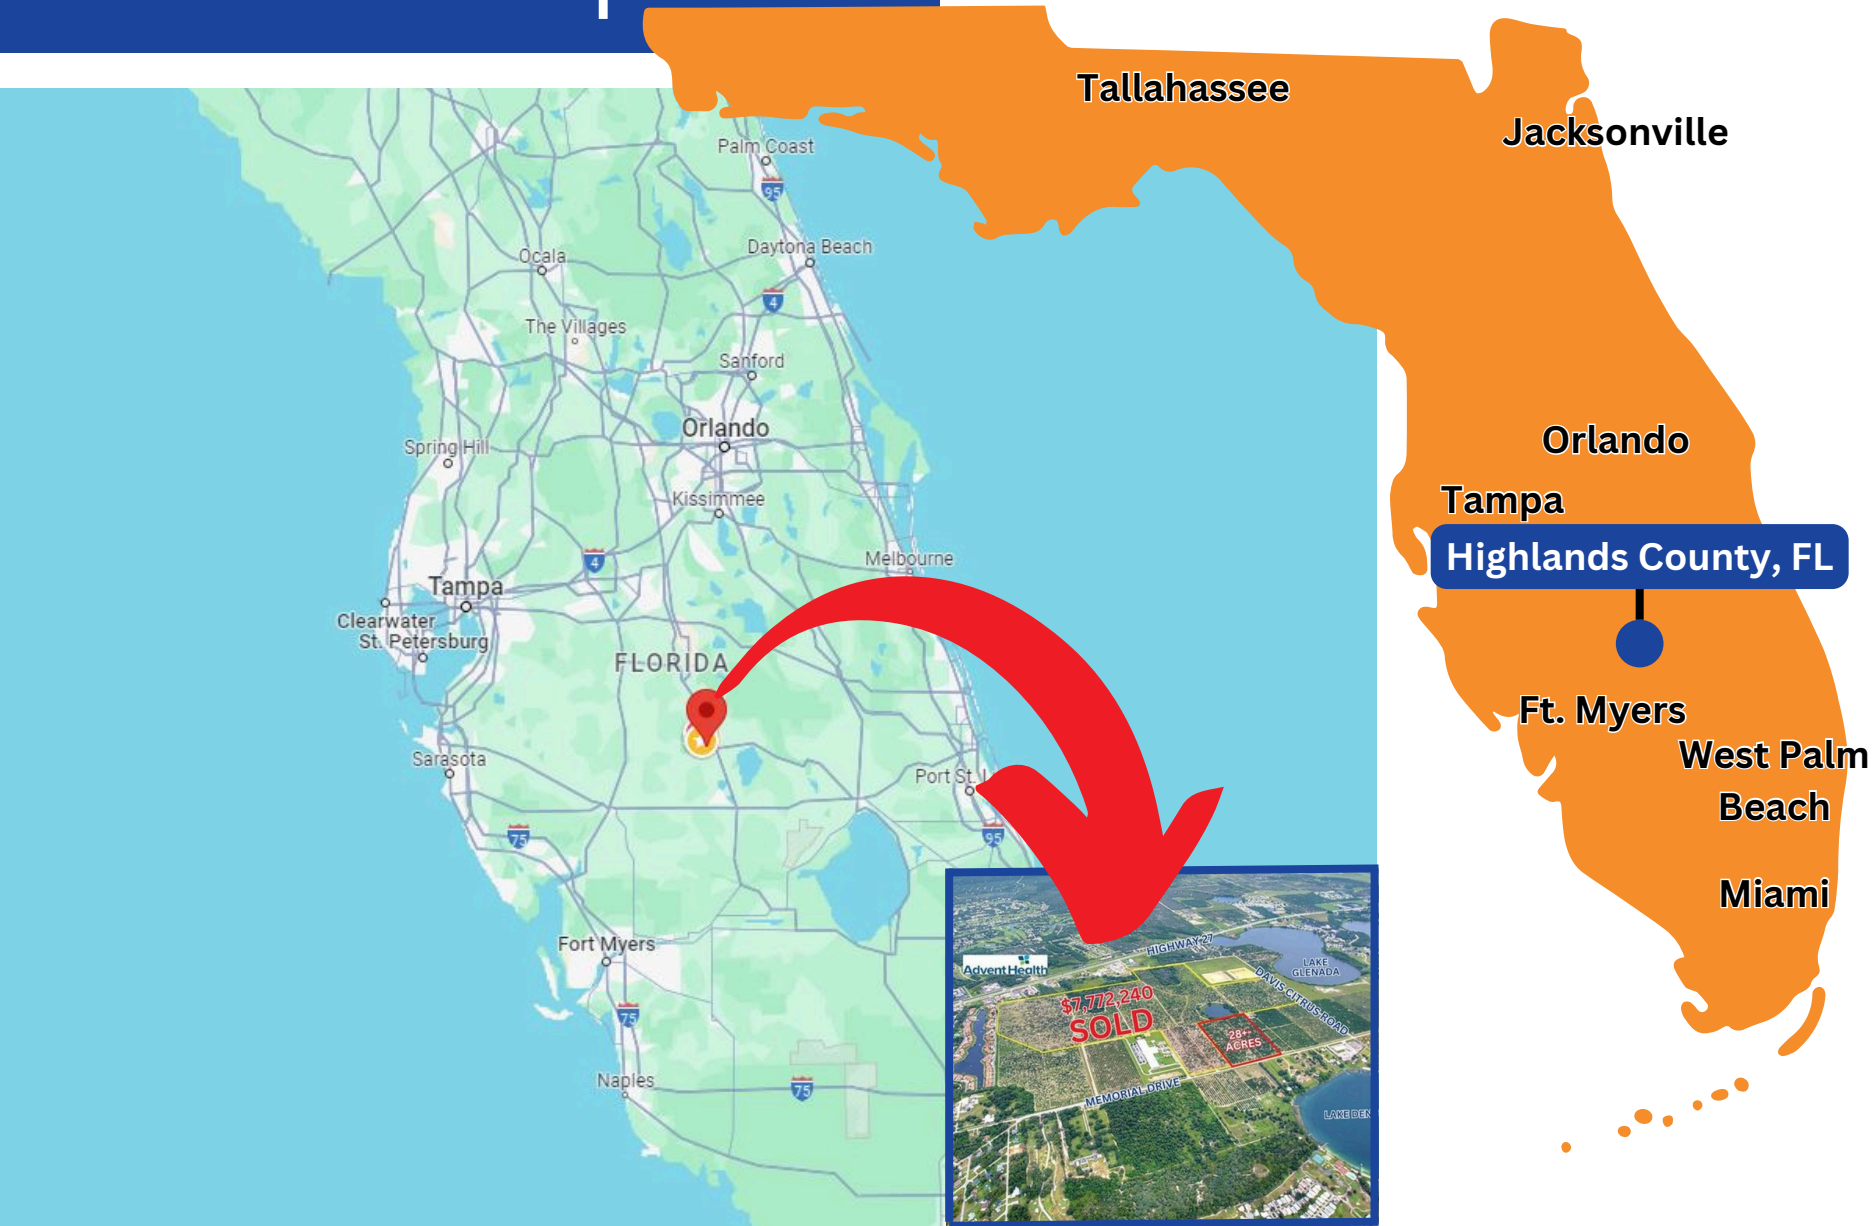 Tallahassee
Jacksonville
Palm Coast
95
Daytona Beach
Ocala
4
The Villages
Sanford
Orlando
Orlando
Spring Hill
Kissimmee
Tampa
Highlands County, FL
Melbourne
4
Tampa
Clearwater
St. Petersburg
FLORIDA
Ft. Myers
West Palm
Beach
Sarasota
Port St. L
75
95
Miami
Fort Myers
HIGHWAY 27
AdventHealth
LAKE
GLENADA
DAVIS CITRUS ROAD
$7,772,240
SOLD
28+
ACRES
75
MEMORIAL DRIVE
LAKE DEN
Naples
75